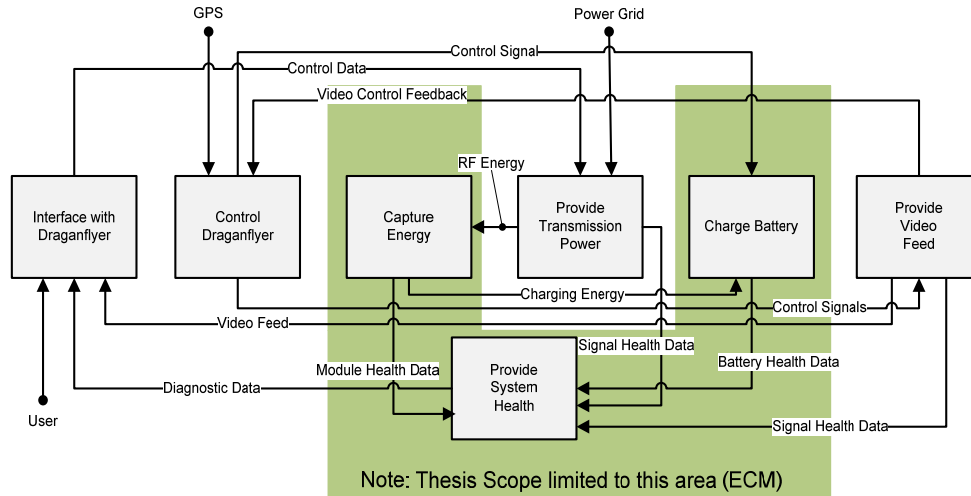 GPS
Power Grid
Control Signal
Control Data
Video Control Feedback
RF Energy
Interface with
Draganflyer
Control
Draganflyer
Capture
Energy
Provide
Transmission
Power
Charge Battery
Provide
Video
Feed
Charging Energy
Control Signals
Video Feed
Signal Health Data
Module Health Data
Battery Health Data
Provide
System
Health
Diagnostic Data
User
Signal Health Data
Note: Thesis Scope limited to this area (ECM)